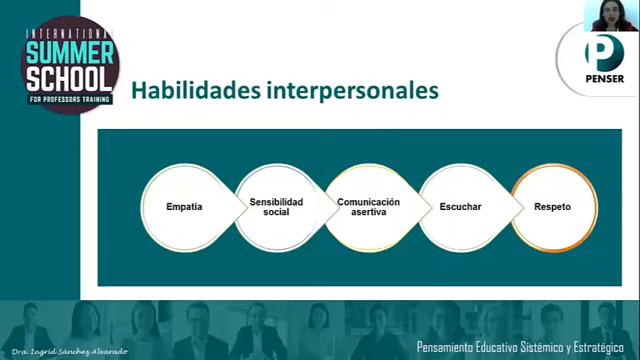 INTERNATIONAL
SUMMER
SCHOOL
FOR PROFESSORS TRAINING
Habilidades interpersonales
PENSER
Empatía
Sensibilidad
social
Comunicación
asertiva
Escuchar
Respeto
Dra. Ingrid Sánchez Alvarado
Pensamiento Educativo Sistémico y Estratégico